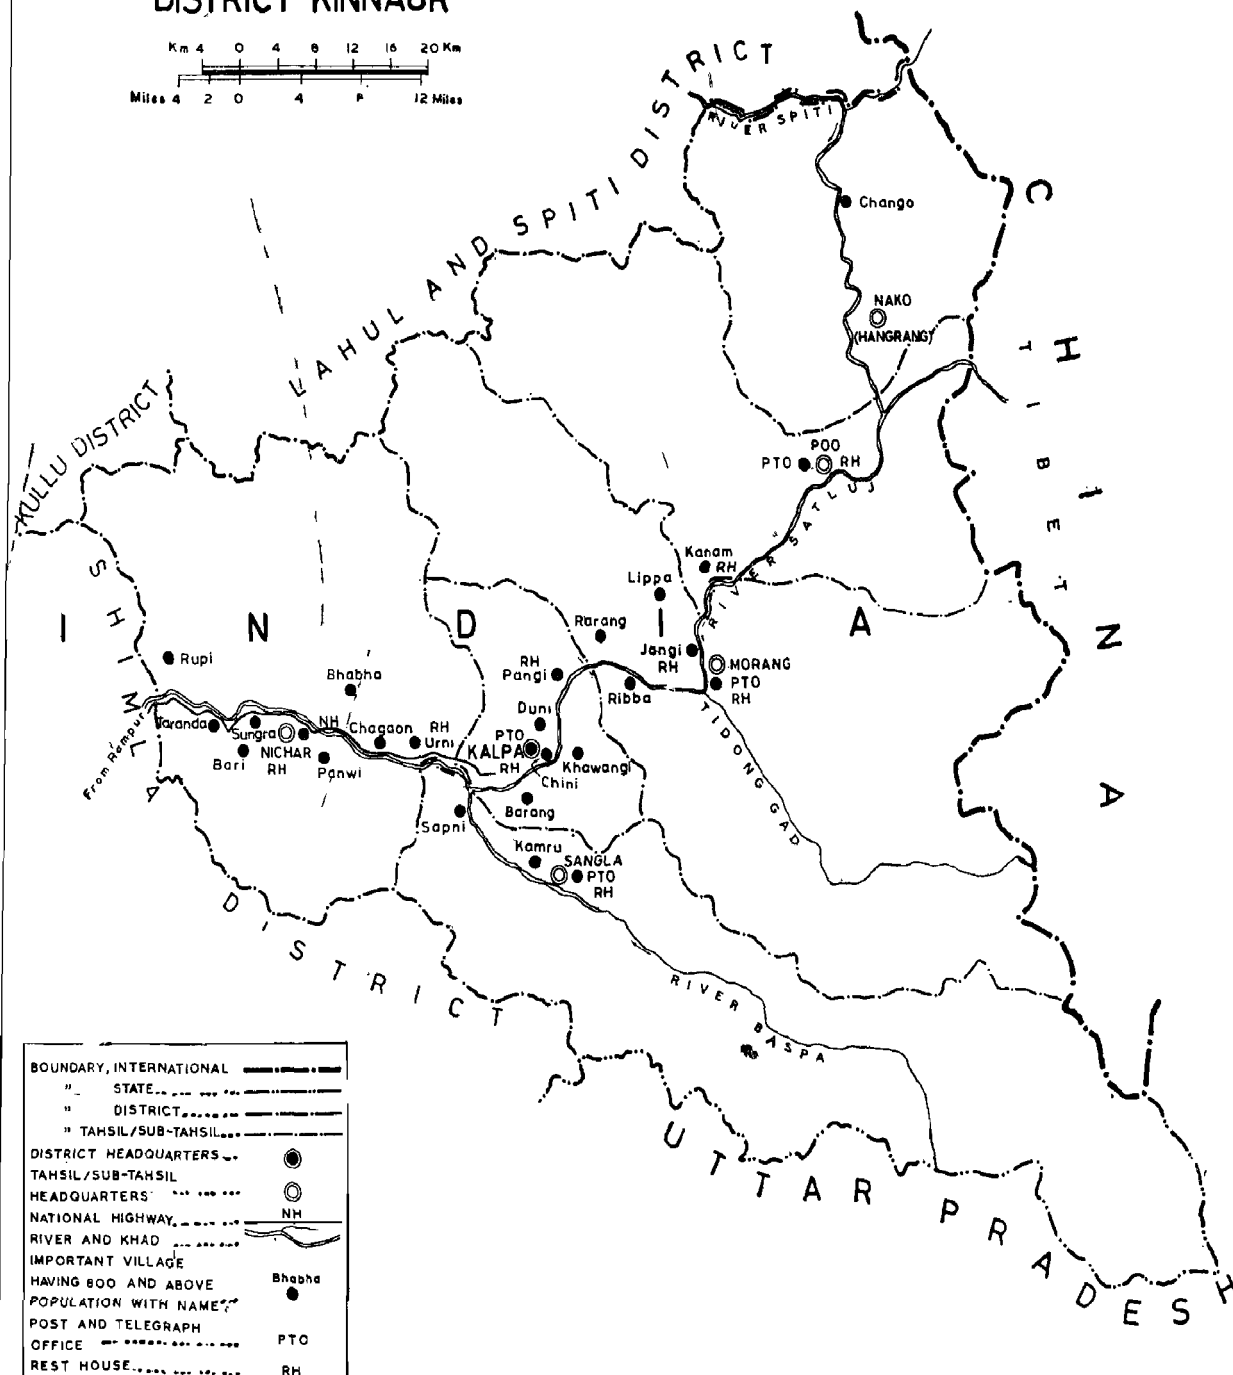 DISTRICT KINNAUR
Km 4 0 4 8 12 16 20 Km
Miles 4 2 0 4 8 12 Miles
LAHUL AND SPITI DISTRICT
RIVER SPITI
CHINA
TIBET
Chango
NAKO
(HANGRANG)
KULLU DISTRICT
POO
PTO RH
RIVER SATLUJ
Kanam
RH
Lippa
SHIMLA DISTRICT
INDIA
Rarang
Rupi
Jangi
RH
MORANG
PTO
RH
RH
Pangi
Bhabha
Ribba
Duni
Taranda
Sungra
NH
Chagaon
RH
Urni
PTO
KALPA
RH
Chini
Khawangi
NICHAR
RH
Bari
Panwi
TIDONG GAD
From Rampur
Barang
Sapni
Kamru
SANGLA
PTO
RH
RIVER BASPA
UTTAR PRADESH
BOUNDARY, INTERNATIONAL
" STATE
" DISTRICT
" TAHSIL/SUB-TAHSIL
DISTRICT HEADQUARTERS
TAHSIL/SUB-TAHSIL
HEADQUARTERS
NATIONAL HIGHWAY NH
RIVER AND KHAD
IMPORTANT VILLAGE
HAVING 800 AND ABOVE Bhabha
POPULATION WITH NAME
POST AND TELEGRAPH
OFFICE PTO
REST HOUSE RH